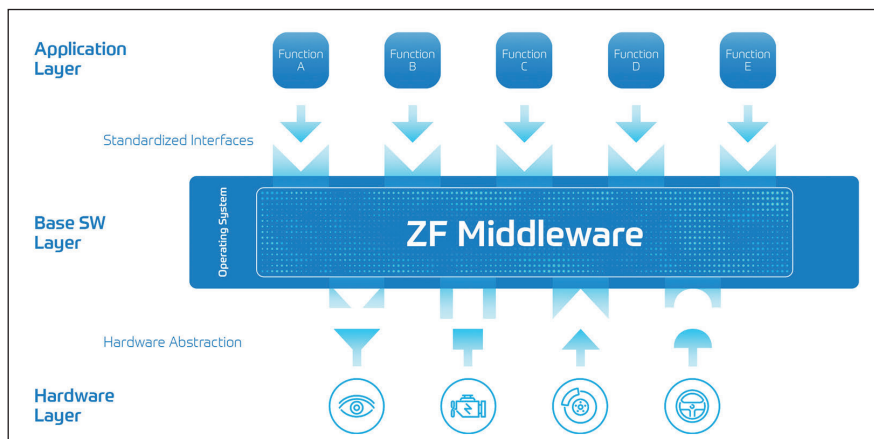 Application
Layer
Function
A
Function
B
Function
C
Function
D
Function
E
Standardized Interfaces
Base SW
Layer
Operating System
ZF Middleware
Hardware Abstraction
Hardware
Layer